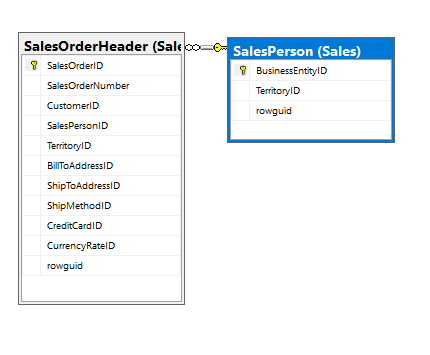 SalesOrderHeader (Sale
SalesOrderID
SalesOrderNumber
CustomerID
SalesPersonID
TerritoryID
BillToAddressID
ShipToAddressID
ShipMethodID
CreditCardID
CurrencyRateID
rowguid
SalesPerson (Sales)
BusinessEntityID
TerritoryID
rowguid